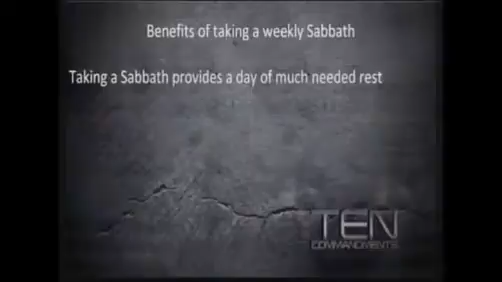 Benefits of taking a weekly Sabbath
Taking a Sabbath provides a day of much needed rest
TEN
COMMANDMENTS